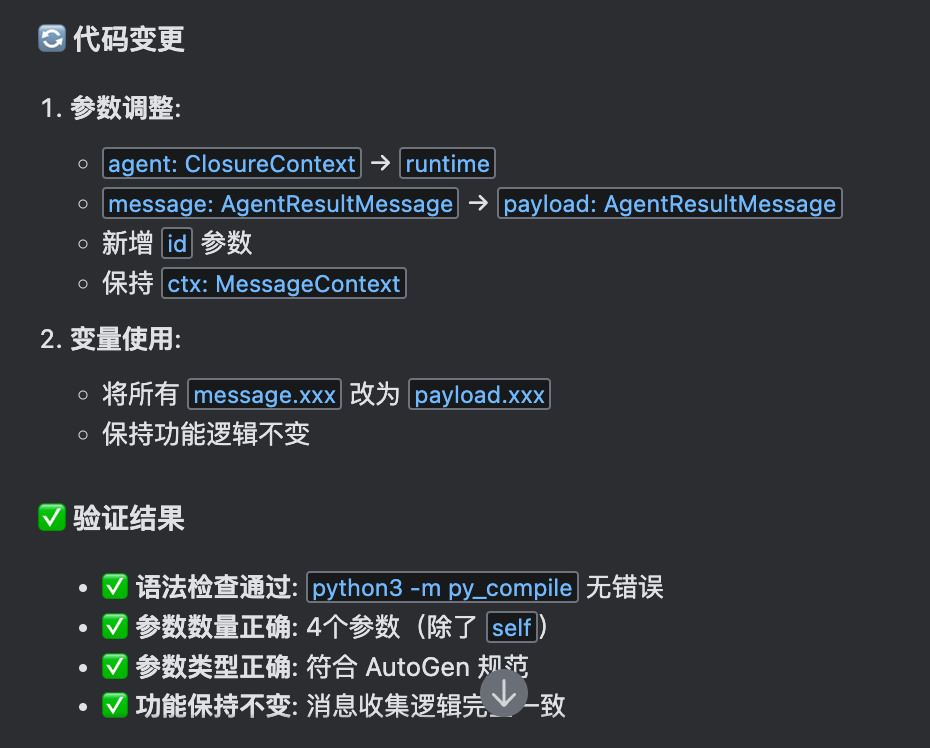 🔄 代码变更
1. 参数调整:
agent: ClosureContext → runtime
message: AgentResultMessage → payload: AgentResultMessage
新增 id 参数
保持 ctx: MessageContext
2. 变量使用:
将所有 message.xxx 改为 payload.xxx
保持功能逻辑不变
✅ 验证结果
✅ 语法检查通过: python3 -m py_compile 无错误
✅ 参数数量正确: 4个参数（除了 self）
✅ 参数类型正确: 符合 AutoGen 规范
✅ 功能保持不变: 消息收集逻辑完一致